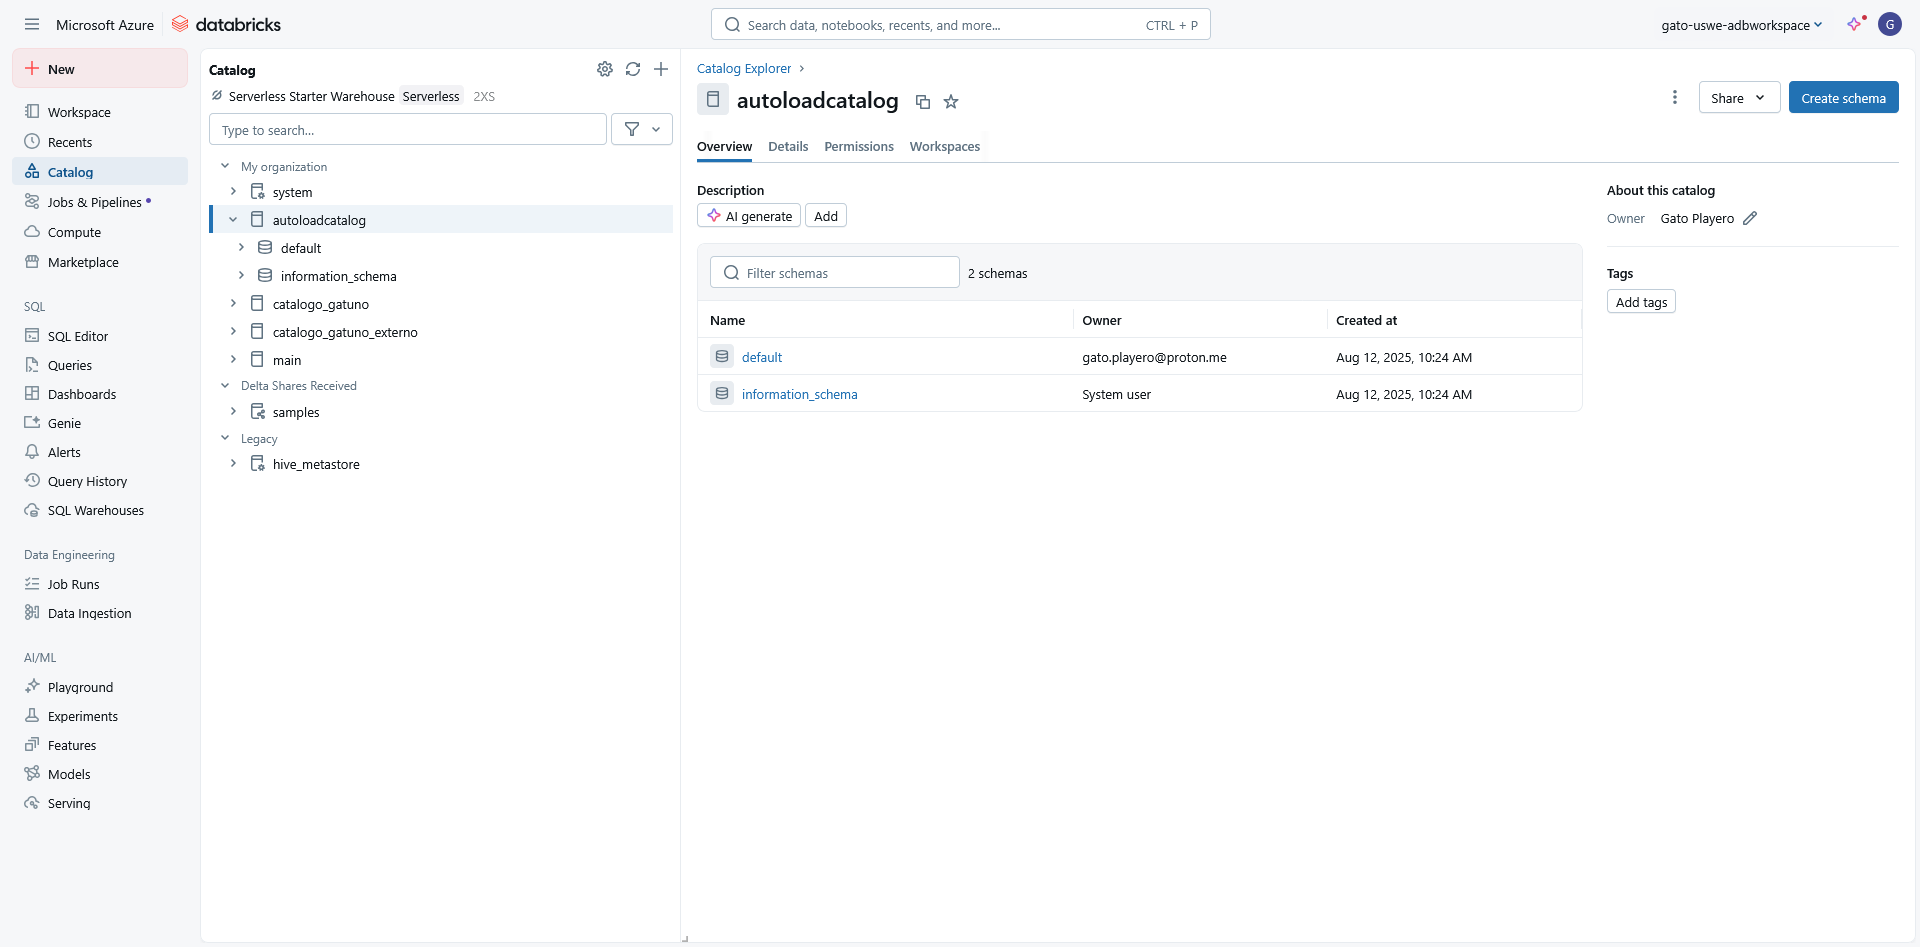 Microsoft Azure
databricks
Search data, notebooks, recents, and more...
CTRL + P
gato-uswe-adbworkspace
G
New
Workspace
Recents
Catalog
Jobs & Pipelines
Compute
Marketplace
SQL
SQL Editor
Queries
Dashboards
Genie
Alerts
Query History
SQL Warehouses
Data Engineering
Job Runs
Data Ingestion
AI/ML
Playground
Experiments
Features
Models
Serving
Catalog
Serverless Starter Warehouse Serverless 2XS
Type to search...
My organization
system
autoloadcatalog
default
information_schema
catalogo_gatuno
catalogo_gatuno_externo
main
Delta Shares Received
samples
Legacy
hive_metastore
Catalog Explorer
autoloadcatalog
Share
Create schema
Overview Details Permissions Workspaces
Description
AI generate
Add
Filter schemas
2 schemas
Name Owner Created at
default gato.playero@proton.me Aug 12, 2025, 10:24 AM
information_schema System user Aug 12, 2025, 10:24 AM
About this catalog
Owner Gato Playero
Tags
Add tags